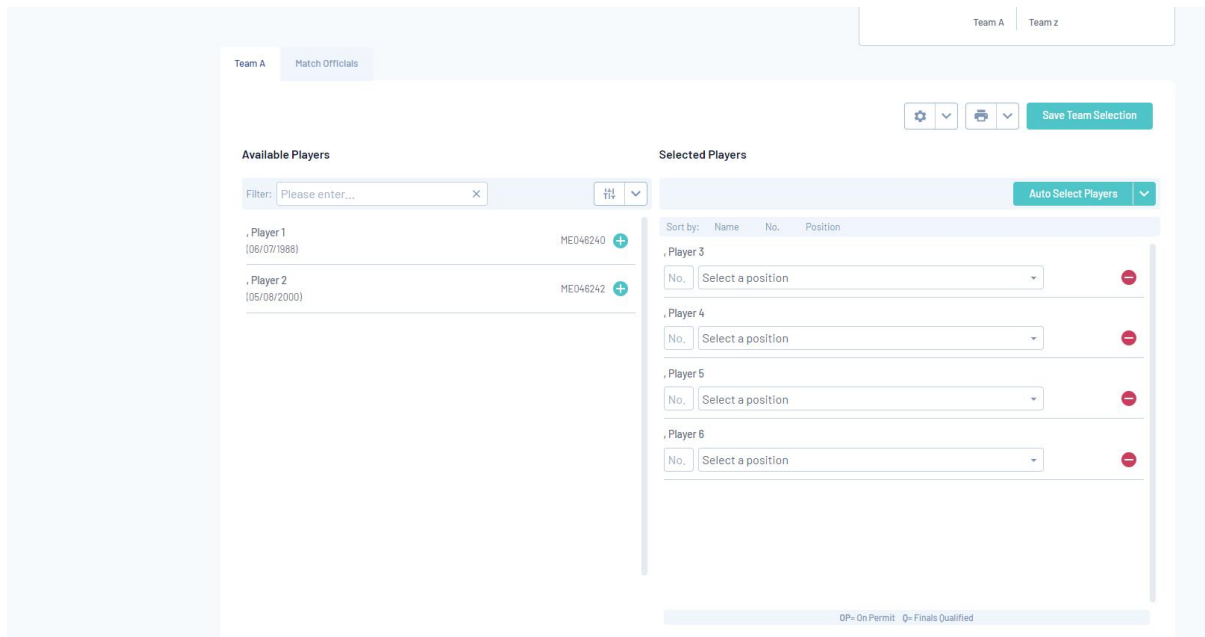 Team A Team z
Team A Match Officials
Save Team Selection
Available Players
Selected Players
Filter: Please enter...
Auto Select Players
, Player 1
(06/07/1988)
ME046240
, Player 2
(05/08/2000)
ME046242
Sort by: Name No. Position
, Player 3
No. Select a position
, Player 4
No. Select a position
, Player 5
No. Select a position
, Player 6
No. Select a position
OP= On Permit Q= Finals Qualified